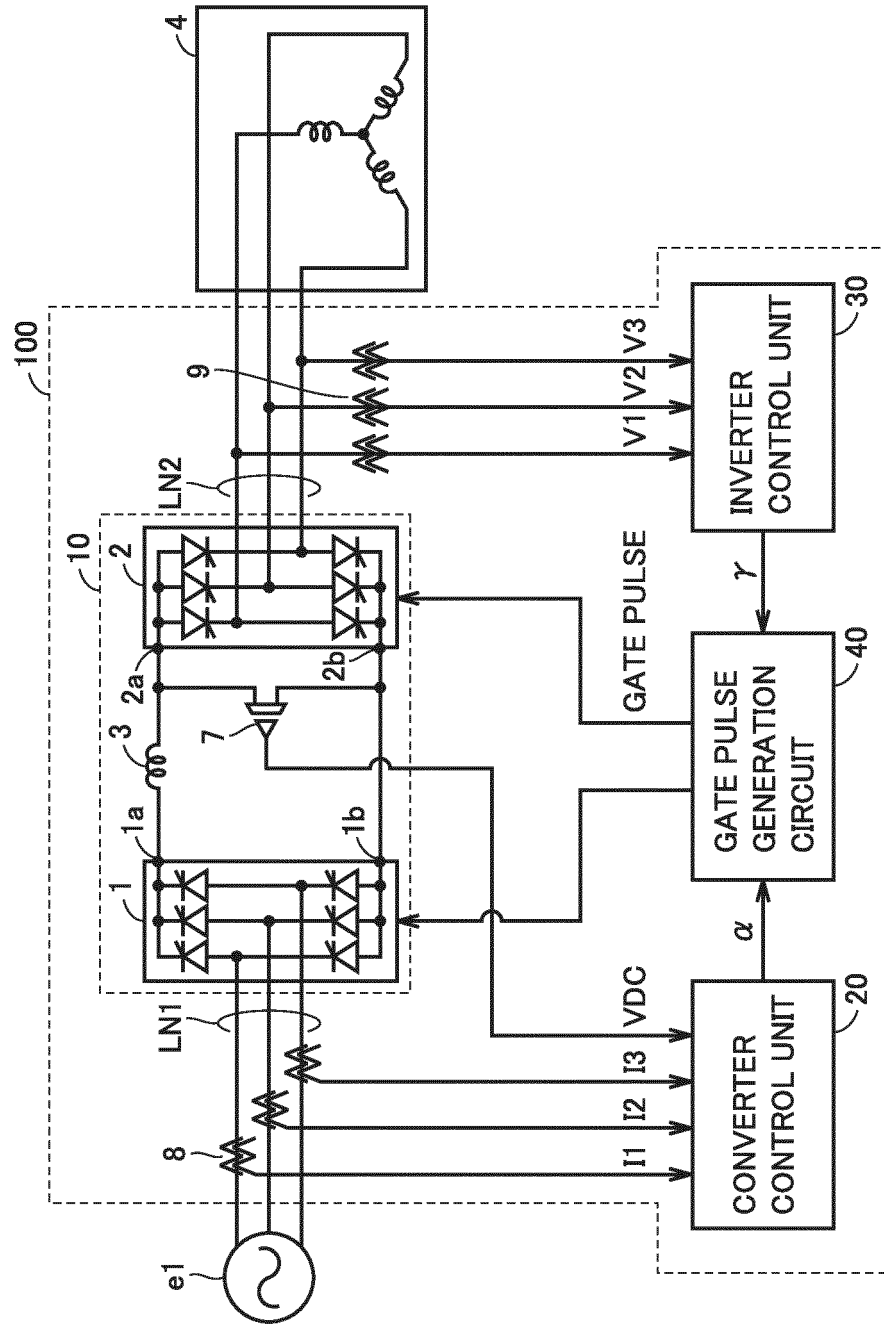 100
10
1
1a
1b
2
2a
2b
3
7
LN1
LN2
8
9
4
e1
I1
I2
I3
VDC
GATE PULSE
V1
V2
V3
CONVERTER
CONTROL UNIT
20
α
GATE PULSE
GENERATION
CIRCUIT
40
γ
INVERTER
CONTROL UNIT
30